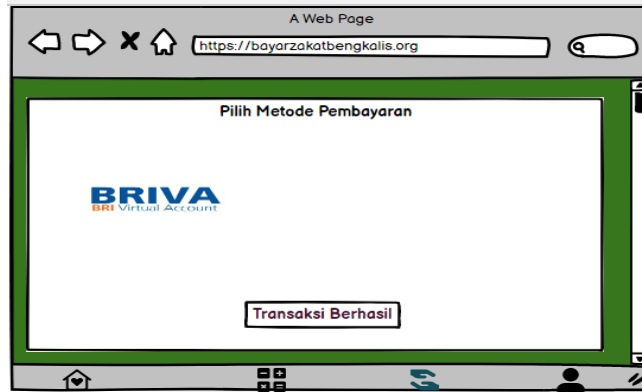 A Web Page
https://bayarzakatbengkalis.org
Pilih Metode Pembayaran
BRIVA
BRI Virtual Account
Transaksi Berhasil